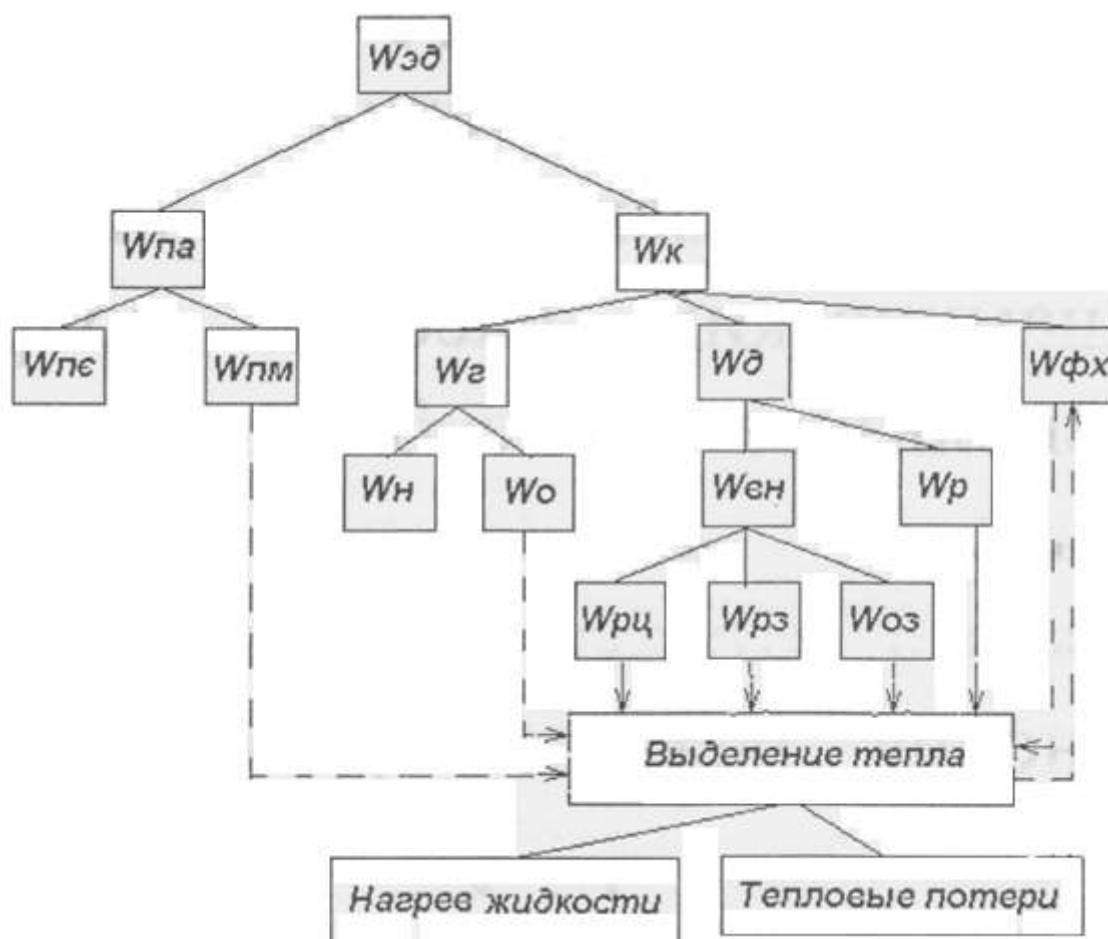 Wэд
Wпа
Wк
Wпє
Wпм
Wг
Wд
Wфх
Wн
Wо
Wєн
Wр
Wрц
Wрз
Wоз
Выделение тепла
Нагрев жидкости
Тепловые потери